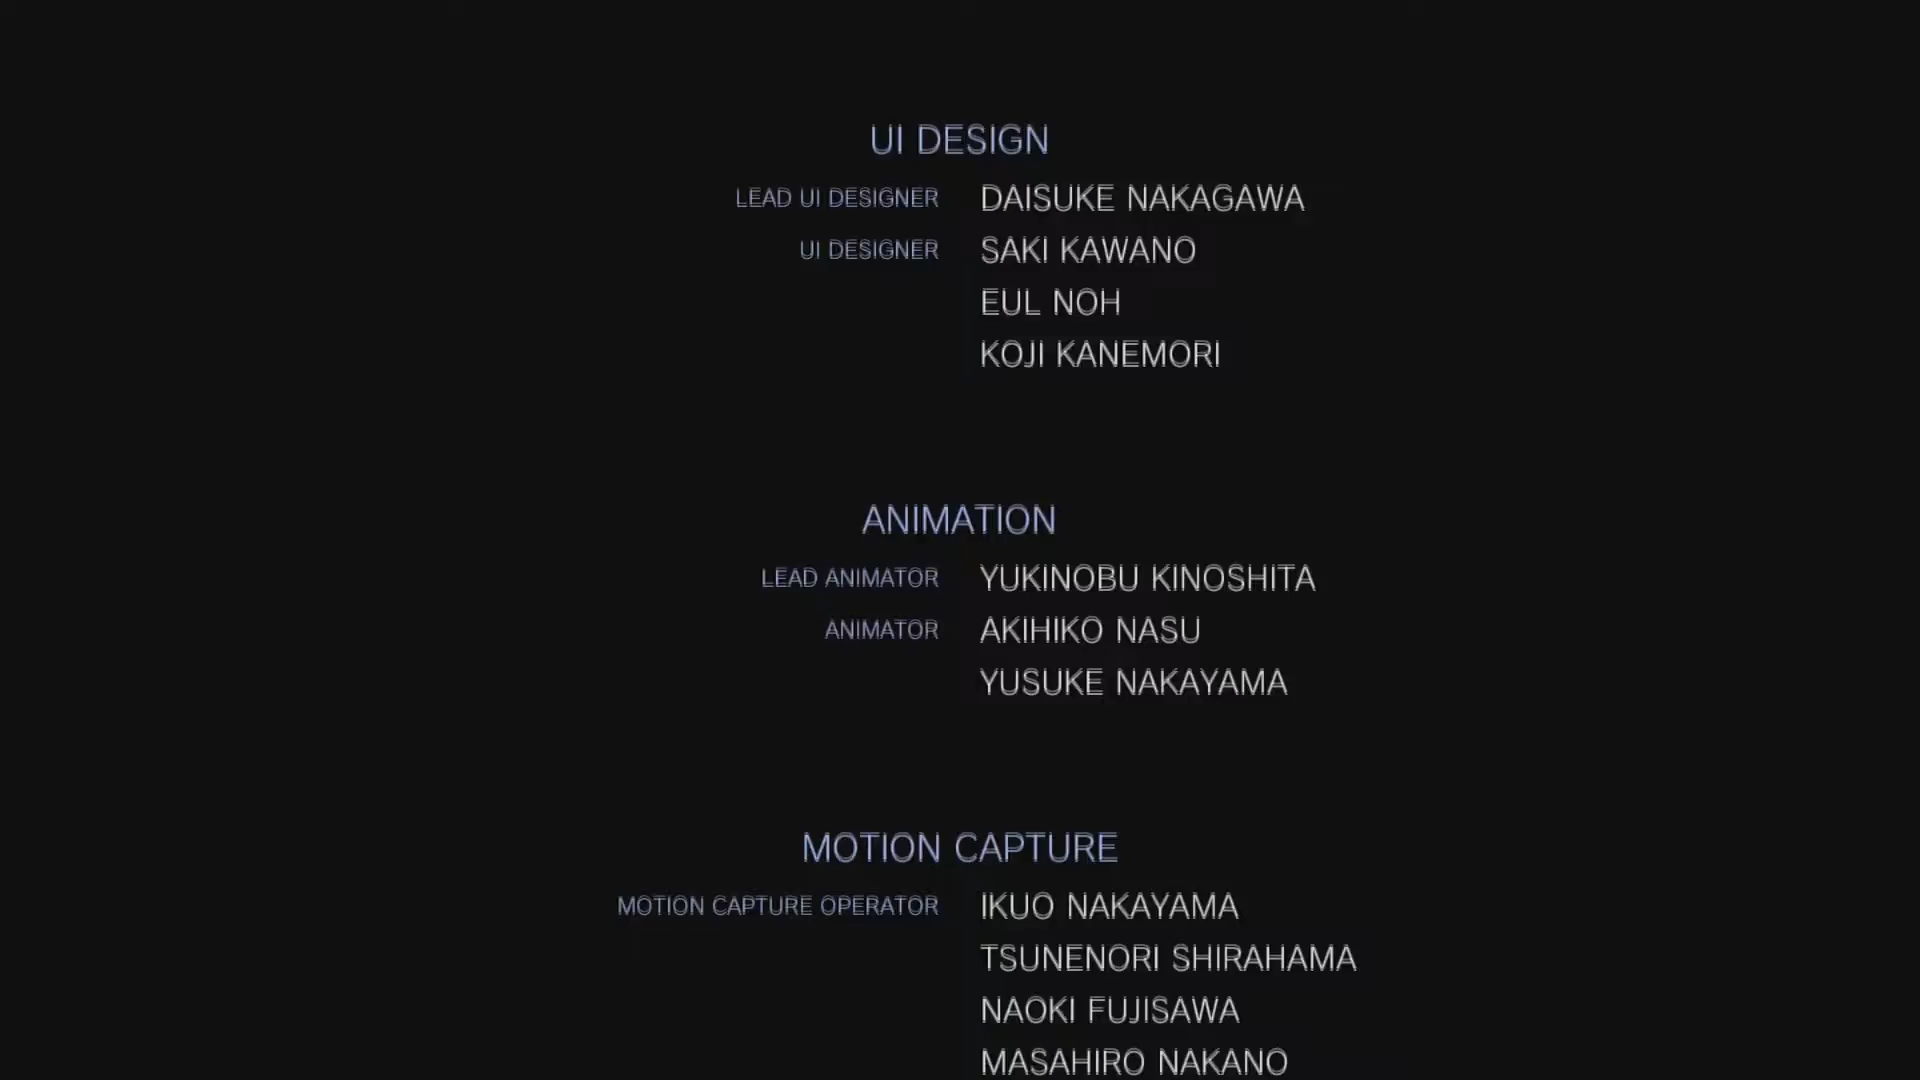 UI DESIGN
LEAD UI DESIGNER DAISUKE NAKAGAWA
UI DESIGNER SAKI KAWANO
EUL NOH
KOJI KANEMORI
ANIMATION
LEAD ANIMATOR YUKINOBU KINOSHITA
ANIMATOR AKIHIKO NASU
YUSUKE NAKAYAMA
MOTION CAPTURE
MOTION CAPTURE OPERATOR IKUO NAKAYAMA
TSUNENORI SHIRAHAMA
NAOKI FUJISAWA
MASAHIRO NAKANO